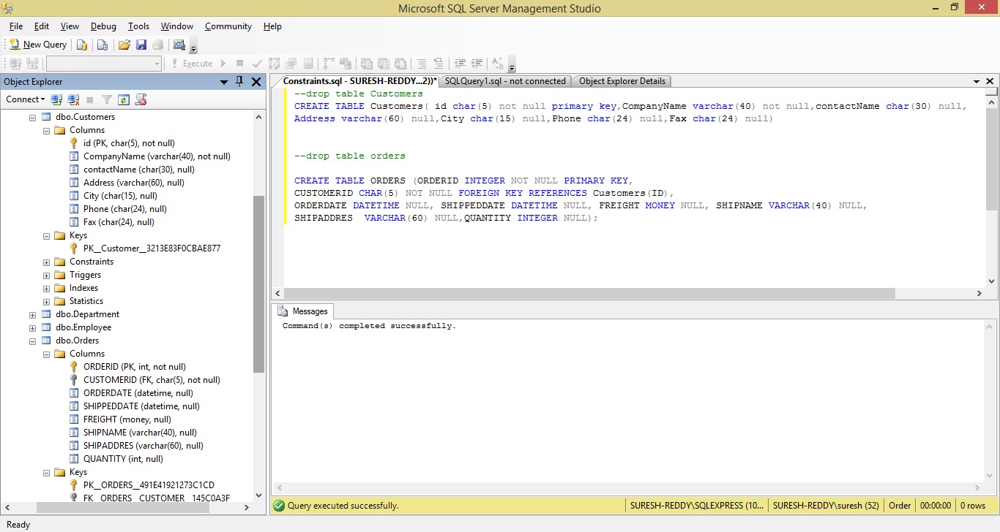 Microsoft SQL Server Management Studio
File Edit View Debug Tools Window Community Help
New Query
Execute
Object Explorer
Connect
dbo.Customers
Columns
id (PK, char(5), not null)
CompanyName (varchar(40), not null)
contactName (char(30), null)
Address (varchar(60), null)
City (char(15), null)
Phone (char(24), null)
Fax (char(24), null)
Keys
PK__Customer__3213E83F0CBAE877
Constraints
Triggers
Indexes
Statistics
dbo.Department
dbo.Employee
dbo.Orders
Columns
ORDERID (PK, int, not null)
CUSTOMERID (FK, char(5), not null)
ORDERDATE (datetime, null)
SHIPPEDDATE (datetime, null)
FREIGHT (money, null)
SHIPNAME (varchar(40), null)
SHIPADDRES (varchar(60), null)
QUANTITY (int, null)
Keys
PK__ORDERS__491E41921273C1CD
FK__ORDERS__CUSTOMER__145C0A3F
Constraints.sql - SURESH-REDDY...2))* SQLQuery1.sql - not connected Object Explorer Details
--drop table Customers
CREATE TABLE Customers( id char(5) not null primary key,CompanyName varchar(40) not null,contactName char(30) null,
Address varchar(60) null,City char(15) null,Phone char(24) null,Fax char(24) null)
--drop table orders
CREATE TABLE ORDERS (ORDERID INTEGER NOT NULL PRIMARY KEY,
CUSTOMERID CHAR(5) NOT NULL FOREIGN KEY REFERENCES Customers(ID),
ORDERDATE DATETIME NULL, SHIPPEDDATE DATETIME NULL, FREIGHT MONEY NULL, SHIPNAME VARCHAR(40) NULL,
SHIPADDRES  VARCHAR(60) NULL,QUANTITY INTEGER NULL);
Messages
Command(s) completed successfully.
Query executed successfully. SURESH-REDDY\SQLEXPRESS (10... SURESH-REDDY\suresh (52) Order 00:00:00 0 rows
Ready